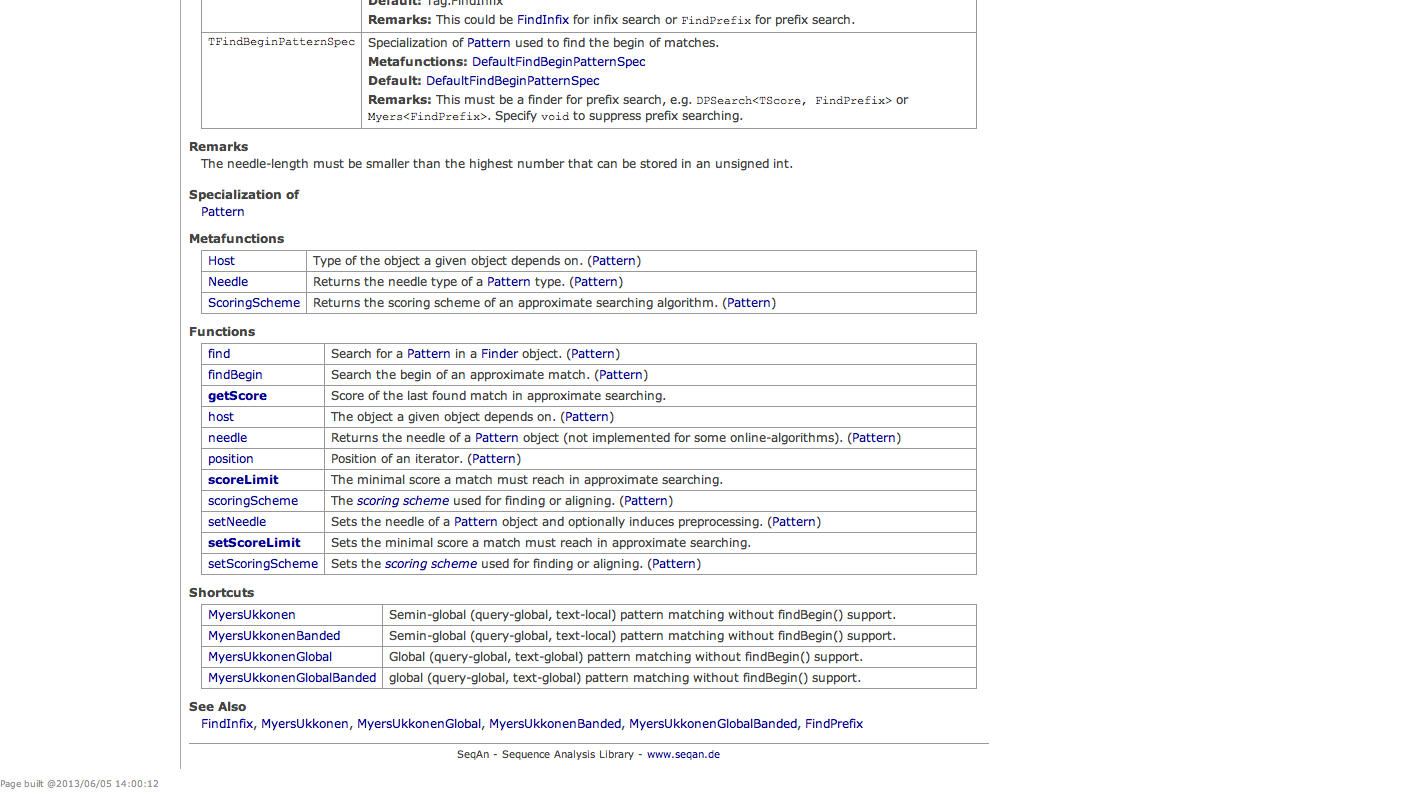 Default: Tag.FindInfix
Remarks: This could be FindInfix for infix search or FindPrefix for prefix search.
TFindBeginPatternSpec Specialization of Pattern used to find the begin of matches.
Metafunctions: DefaultFindBeginPatternSpec
Default: DefaultFindBeginPatternSpec
Remarks: This must be a finder for prefix search, e.g. DPSearch<TScore, FindPrefix> or
Myers<FindPrefix>. Specify void to suppress prefix searching.
Remarks
The needle-length must be smaller than the highest number that can be stored in an unsigned int.
Specialization of
Pattern
Metafunctions
Host Type of the object a given object depends on. (Pattern)
Needle Returns the needle type of a Pattern type. (Pattern)
ScoringScheme Returns the scoring scheme of an approximate searching algorithm. (Pattern)
Functions
find Search for a Pattern in a Finder object. (Pattern)
findBegin Search the begin of an approximate match. (Pattern)
getScore Score of the last found match in approximate searching.
host The object a given object depends on. (Pattern)
needle Returns the needle of a Pattern object (not implemented for some online-algorithms). (Pattern)
position Position of an iterator. (Pattern)
scoreLimit The minimal score a match must reach in approximate searching.
scoringScheme The scoring scheme used for finding or aligning. (Pattern)
setNeedle Sets the needle of a Pattern object and optionally induces preprocessing. (Pattern)
setScoreLimit Sets the minimal score a match must reach in approximate searching.
setScoringScheme Sets the scoring scheme used for finding or aligning. (Pattern)
Shortcuts
MyersUkkonen Semin-global (query-global, text-local) pattern matching without findBegin() support.
MyersUkkonenBanded Semin-global (query-global, text-local) pattern matching without findBegin() support.
MyersUkkonenGlobal Global (query-global, text-global) pattern matching without findBegin() support.
MyersUkkonenGlobalBanded global (query-global, text-global) pattern matching without findBegin() support.
See Also
FindInfix, MyersUkkonen, MyersUkkonenGlobal, MyersUkkonenBanded, MyersUkkonenGlobalBanded, FindPrefix
SeqAn - Sequence Analysis Library - www.seqan.de
Page built @2013/06/05 14:00:12